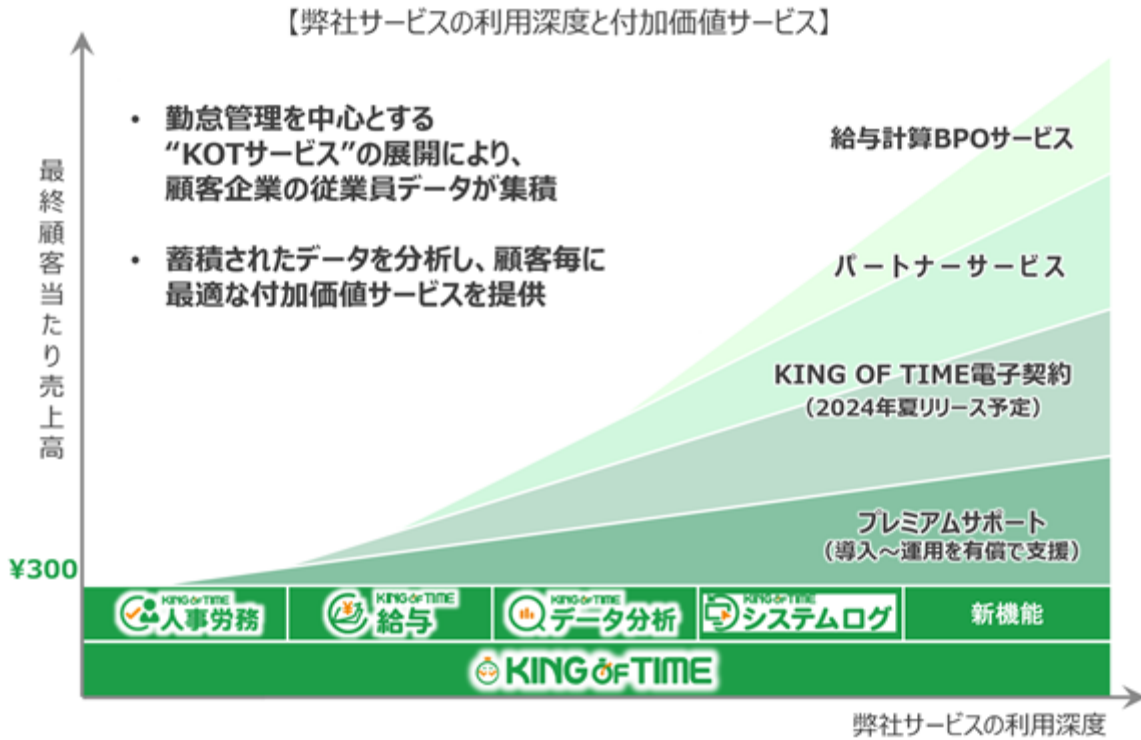 【弊社サービスの利用深度と付加価値サービス】
• 勤怠管理を中心とする
“KOTサービス”の展開により、
顧客企業の従業員データが集積
• 蓄積されたデータを分析し、顧客毎に
最適な付加価値サービスを提供
最終顧客当たり売上高
給与計算BPOサービス
パートナーサービス
KING OF TIME電子契約
（2024年夏リリース予定）
プレミアムサポート
（導入～運用を有償で支援）
¥300
KING OF TIME
人事労務
KING OF TIME
給与
KING OF TIME
データ分析
KING OF TIME
システムログ
新機能
KING OF TIME
弊社サービスの利用深度